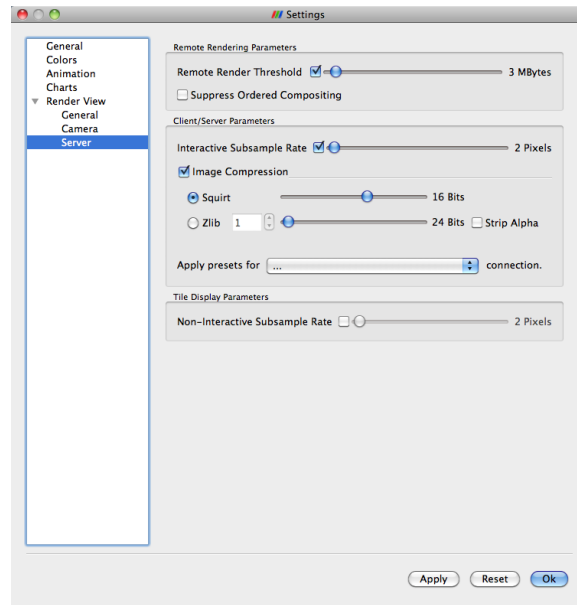 Settings
General
Colors
Animation
Charts
Render View
General
Camera
Server
Remote Rendering Parameters
Remote Render Threshold 3 MBytes
Suppress Ordered Compositing
Client/Server Parameters
Interactive Subsample Rate 2 Pixels
Image Compression
Squirt 16 Bits
Zlib 1 24 Bits Strip Alpha
Apply presets for ... connection.
Tile Display Parameters
Non-Interactive Subsample Rate 2 Pixels
Apply Reset Ok